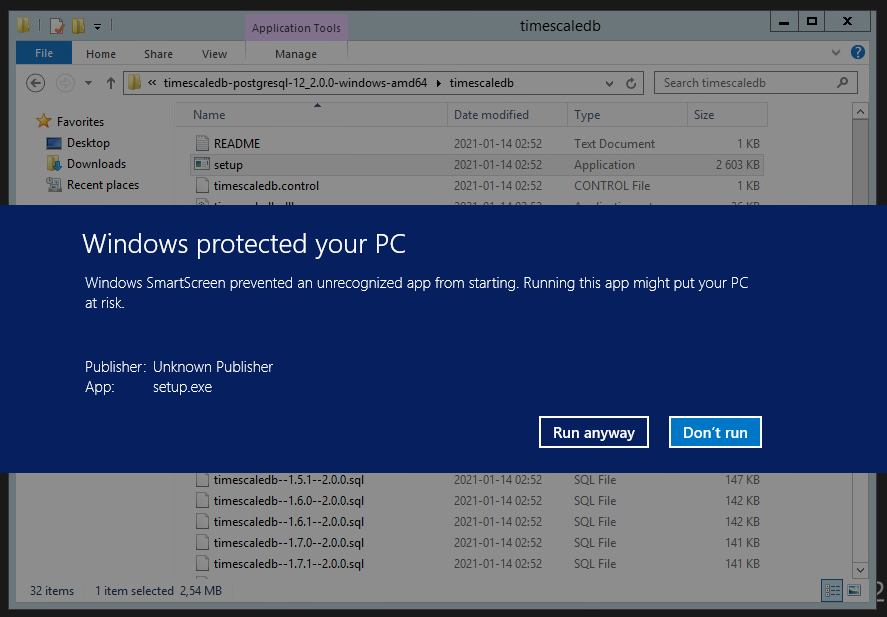 Application Tools
timescaledb
File Home Share View Manage
« timescaledb-postgresql-12_2.0.0-windows-amd64 timescaledb
Search timescaledb
Favorites
Desktop
Downloads
Recent places
Name Date modified Type Size
README 2021-01-14 02:52 Text Document 1 KB
setup 2021-01-14 02:52 Application 2 603 KB
timescaledb.control 2021-01-14 02:52 CONTROL File 1 KB
Windows protected your PC
Windows SmartScreen prevented an unrecognized app from starting. Running this app might put your PC
at risk.
Publisher: Unknown Publisher
App: setup.exe
Run anyway Don't run
timescaledb--1.5.1--2.0.0.sql 2021-01-14 02:52 SQL File 147 KB
timescaledb--1.6.0--2.0.0.sql 2021-01-14 02:52 SQL File 142 KB
timescaledb--1.6.1--2.0.0.sql 2021-01-14 02:52 SQL File 142 KB
timescaledb--1.7.0--2.0.0.sql 2021-01-14 02:52 SQL File 141 KB
timescaledb--1.7.1--2.0.0.sql 2021-01-14 02:52 SQL File 141 KB
32 items 1 item selected 2,54 MB
2